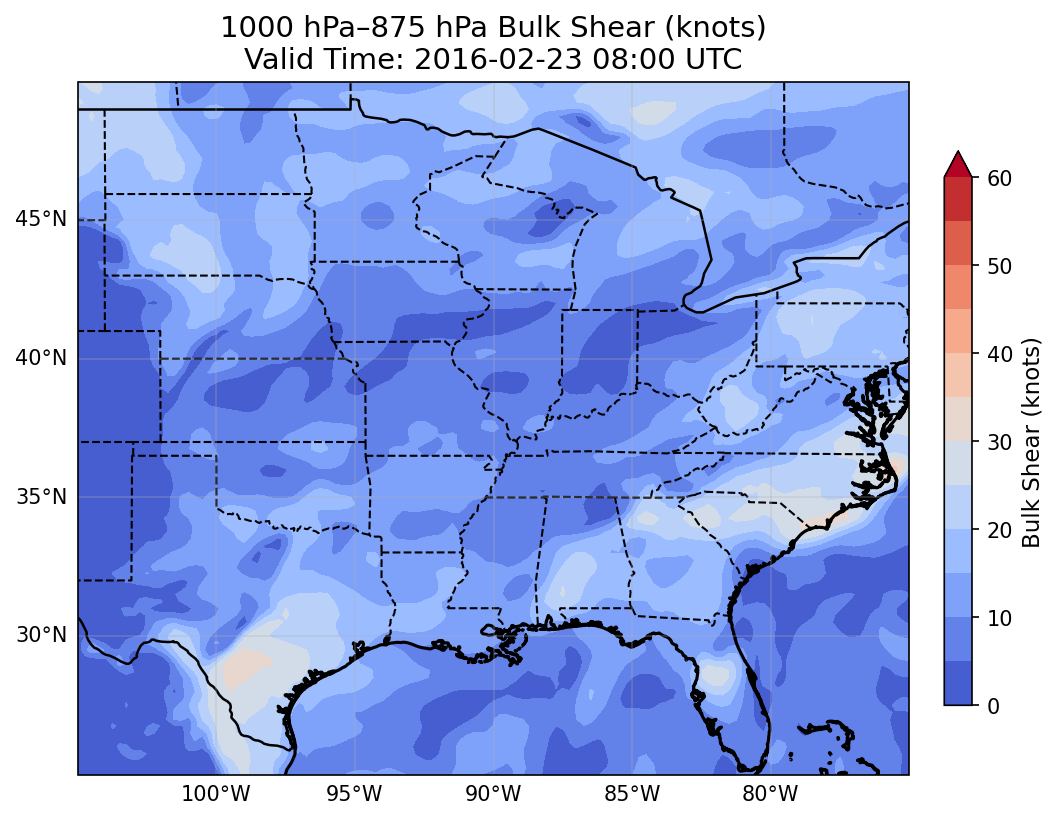 1000 hPa–875 hPa Bulk Shear (knots)
Valid Time: 2016-02-23 08:00 UTC
45°N
40°N
35°N
30°N
100°W
95°W
90°W
85°W
80°W
60
50
40
30
20
10
0
Bulk Shear (knots)